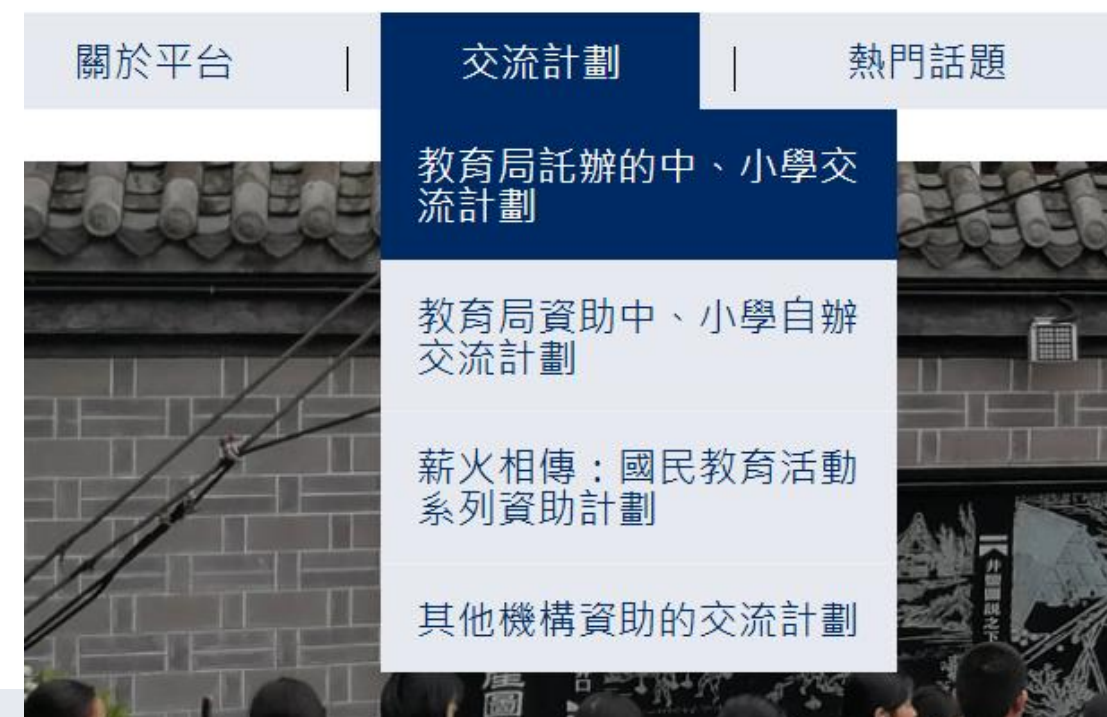 關於平台 | 交流計劃 | 熱門話題
教育局託辦的中、小學交
流計劃
教育局資助中、小學自辦
交流計劃
薪火相傳：國民教育活動
系列資助計劃
其他機構資助的交流計劃